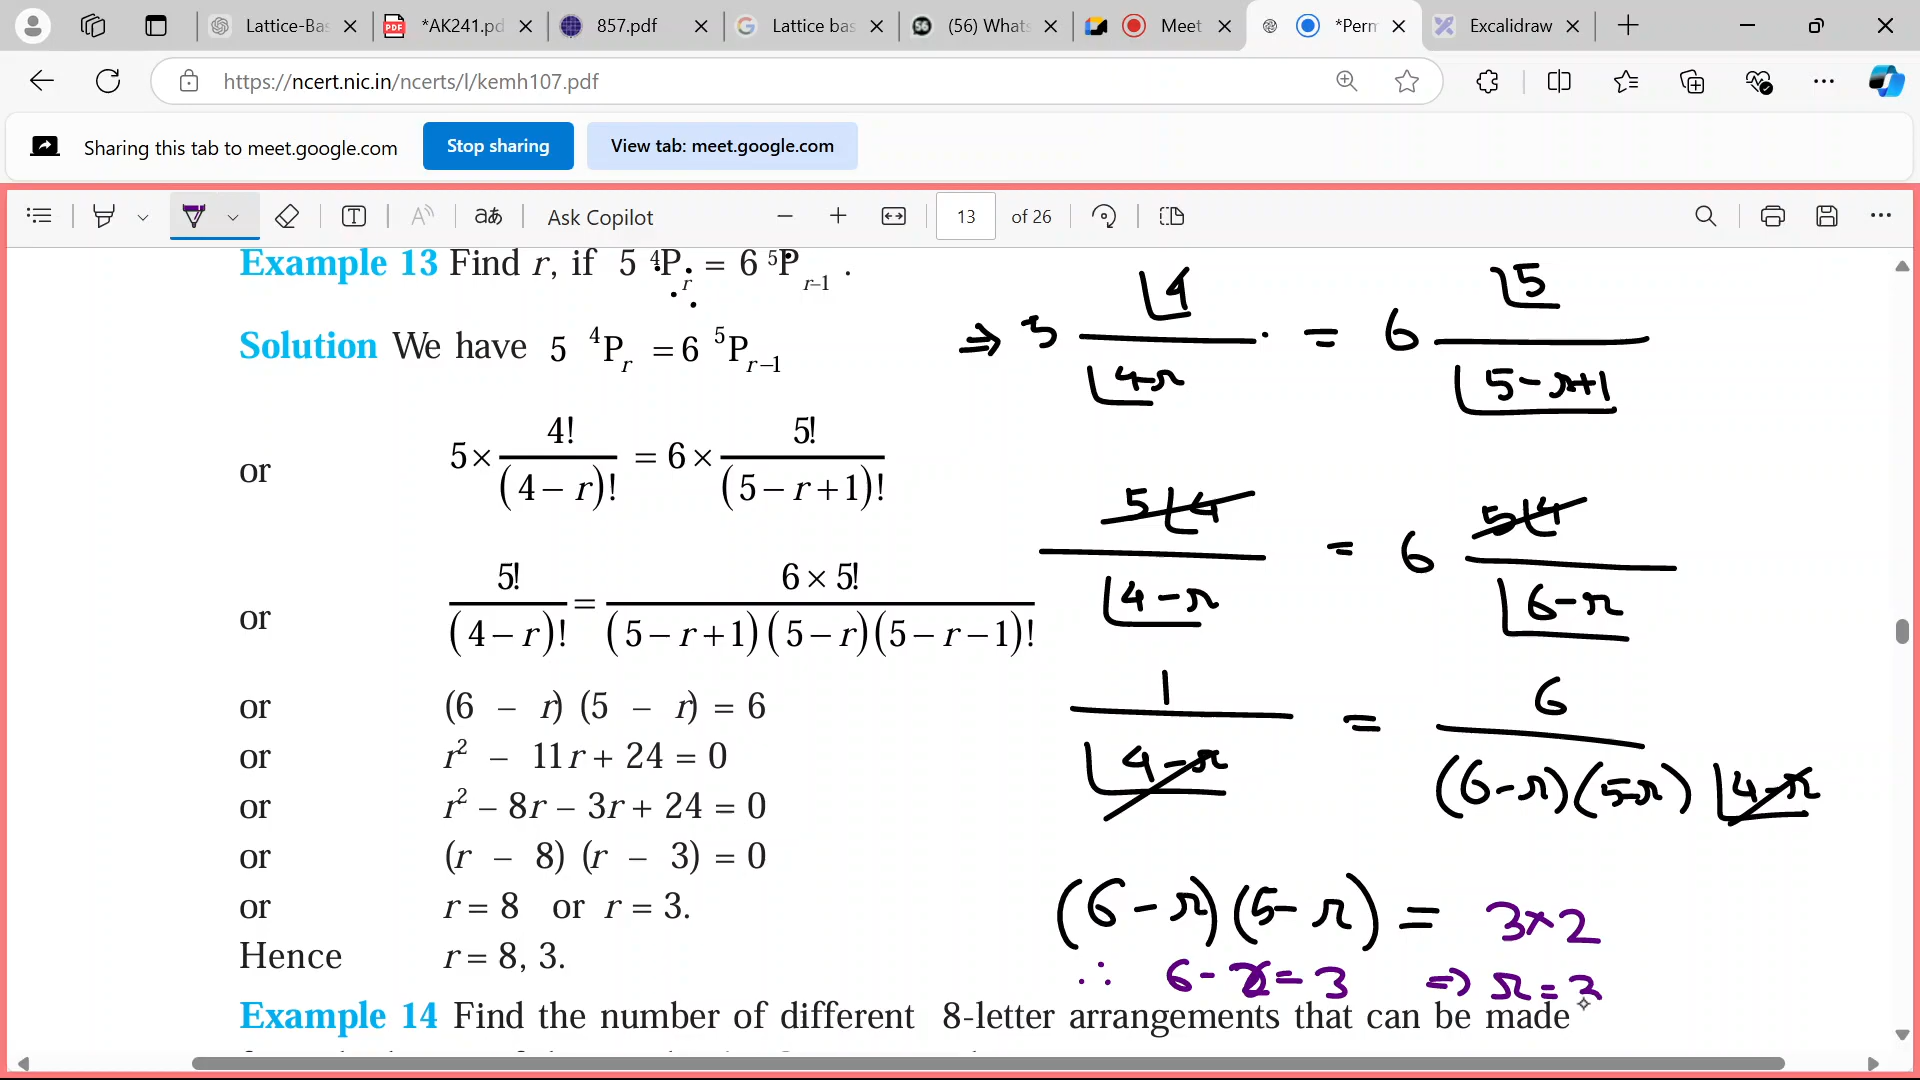 Lattice-Bas
*AK241.pd
857.pdf
Lattice bas
(56) Whats
Meet
*Perm
Excalidraw
https://ncert.nic.in/ncerts/l/kemh107.pdf
Sharing this tab to meet.google.com
Stop sharing
View tab: meet.google.com
Ask Copilot
13 of 26
Example 13 Find r, if 5 ⁴Pᵣ = 6 ⁵Pᵣ₋₁ .
Solution We have 5 ⁴Pᵣ = 6 ⁵Pᵣ₋₁
or 5 × 4!/(4 – r)! = 6 × 5!/(5 – r + 1)!
or 5!/(4 – r)! = 6 × 5!/(5 – r + 1)(5 – r)(5 – r – 1)!
or (6 – r) (5 – r) = 6
or r² – 11r + 24 = 0
or r² – 8r – 3r + 24 = 0
or (r – 8) (r – 3) = 0
or r = 8 or r = 3.
Hence r = 8, 3.
Example 14 Find the number of different 8-letter arrangements that can be made
⇒ 5 ⌊4/⌊4-r = 6 ⌊5/⌊5-r+1
5⌊4/⌊4-r = 6 5⌊4/⌊6-r
1/⌊4-r = 6/(6-r)(5-r)⌊4-r
(6-r)(5-r) = 3×2
∴ 6-r = 3 ⇒ r = 3